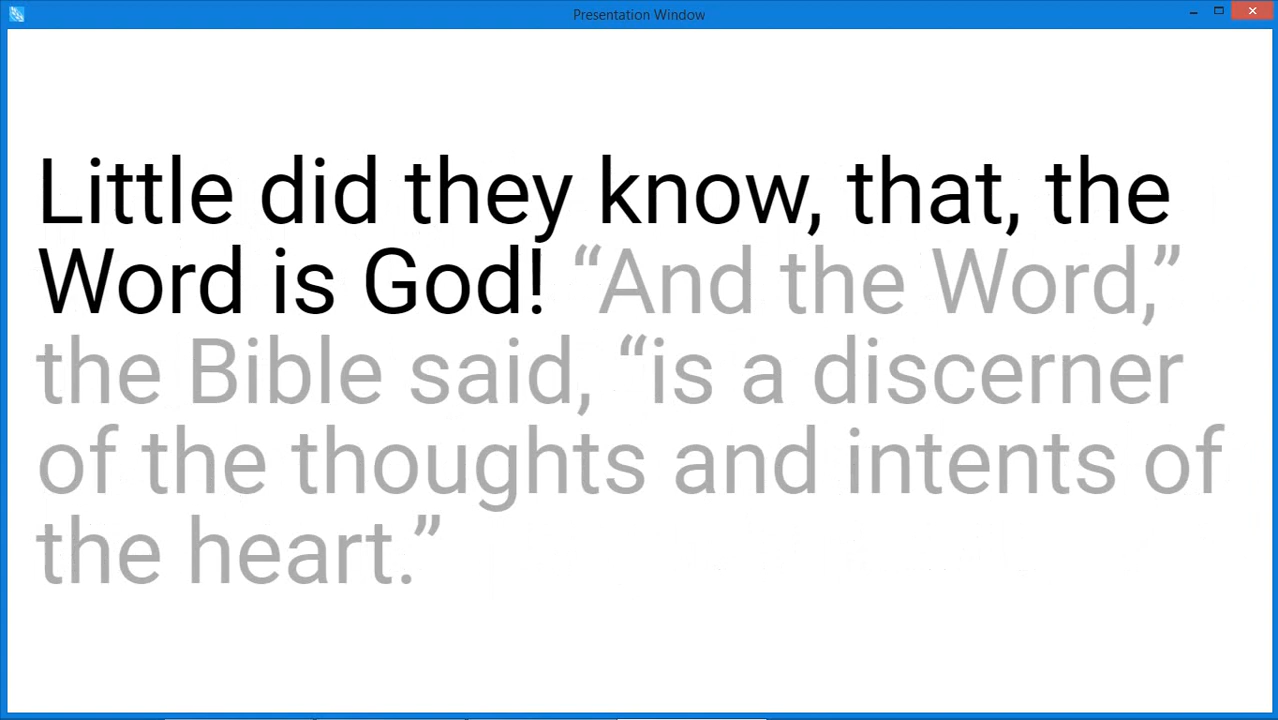 Presentation Window
Little did they know, that, the
Word is God! “And the Word,”
the Bible said, “is a discerner
of the thoughts and intents of
the heart.”